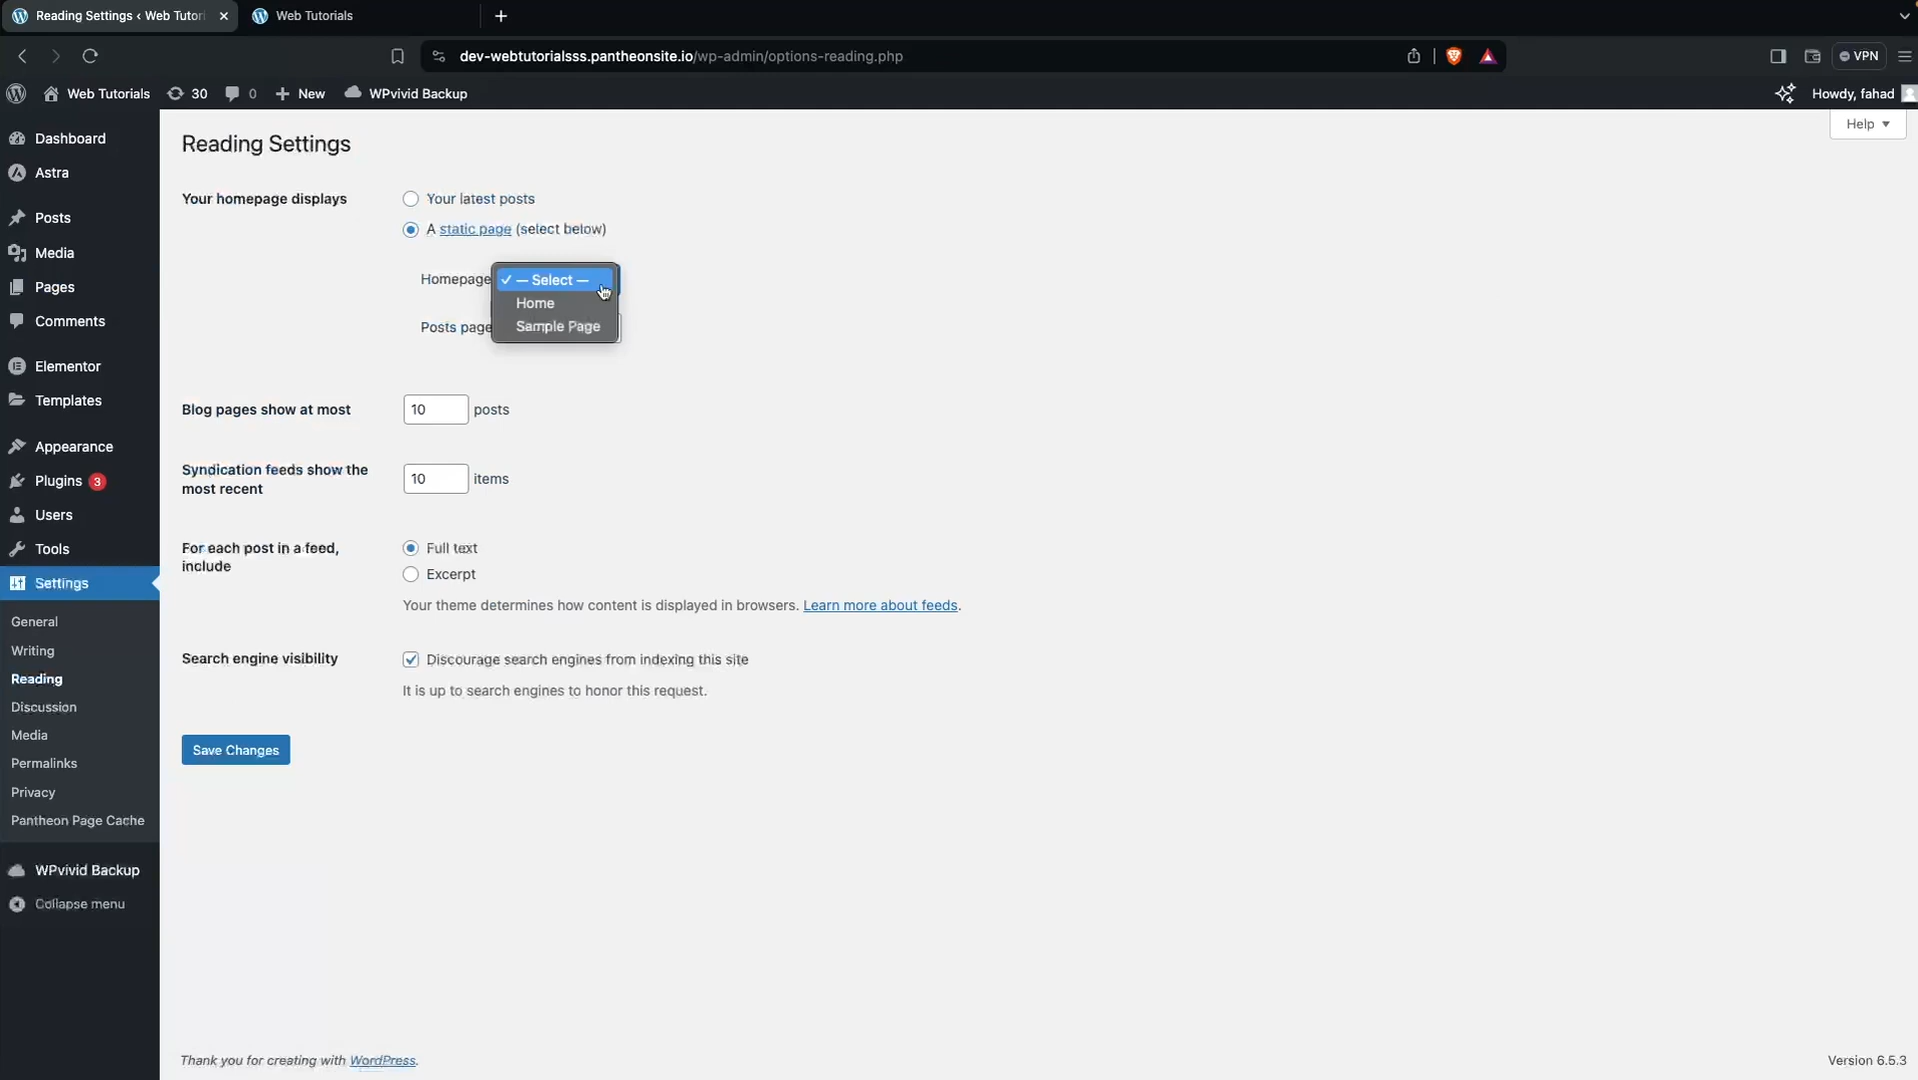 Reading Settings ‹ Web Tutori
Web Tutorials
dev-webtutorialsss.pantheonsite.io/wp-admin/options-reading.php
VPN
Web Tutorials
30
0
New
WPvivid Backup
Howdy, fahad
Help
Dashboard
Astra
Posts
Media
Pages
Comments
Elementor
Templates
Appearance
Plugins 3
Users
Tools
Settings
General
Writing
Reading
Discussion
Media
Permalinks
Privacy
Pantheon Page Cache
WPvivid Backup
Collapse menu
Reading Settings
Your homepage displays
Your latest posts
A static page (select below)
Homepage
— Select —
Home
Sample Page
Posts page
Blog pages show at most
10 posts
Syndication feeds show the
most recent
10 items
For each post in a feed,
include
Full text
Excerpt
Your theme determines how content is displayed in browsers. Learn more about feeds.
Search engine visibility
Discourage search engines from indexing this site
It is up to search engines to honor this request.
Save Changes
Thank you for creating with WordPress.
Version 6.5.3